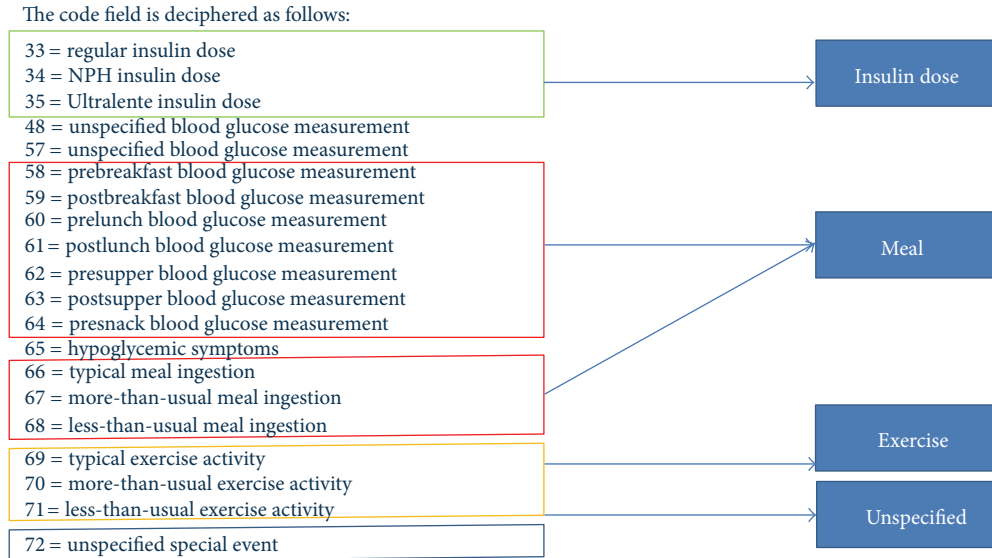 The code field is deciphered as follows:
33 = regular insulin dose
34 = NPH insulin dose
35 = Ultralente insulin dose
48 = unspecified blood glucose measurement
57 = unspecified blood glucose measurement
58 = prebreakfast blood glucose measurement
59 = postbreakfast blood glucose measurement
60 = prelunch blood glucose measurement
61 = postlunch blood glucose measurement
62 = presupper blood glucose measurement
63 = postsupper blood glucose measurement
64 = presnack blood glucose measurement
65 = hypoglycemic symptoms
66 = typical meal ingestion
67 = more-than-usual meal ingestion
68 = less-than-usual meal ingestion
69 = typical exercise activity
70 = more-than-usual exercise activity
71 = less-than-usual exercise activity
72 = unspecified special event
Insulin dose
Meal
Exercise
Unspecified